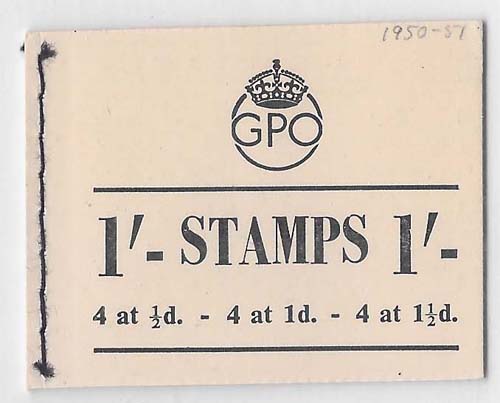 1950-51
GPO
1'- STAMPS 1'-
4 at ½d. - 4 at 1d. - 4 at 1½d.